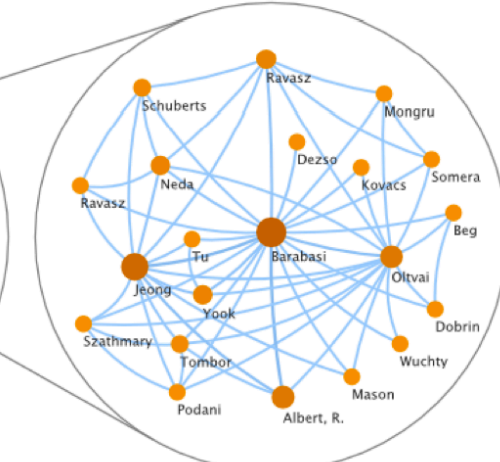 Ravasz
Schuberts
Mongru
Dezso
Somera
Kovacs
Neda
Ravasz
Beg
Tu
Barabasi
Oltvai
Jeong
Yook
Dobrin
Szathmary
Tombor
Wuchty
Mason
Podani
Albert, R.